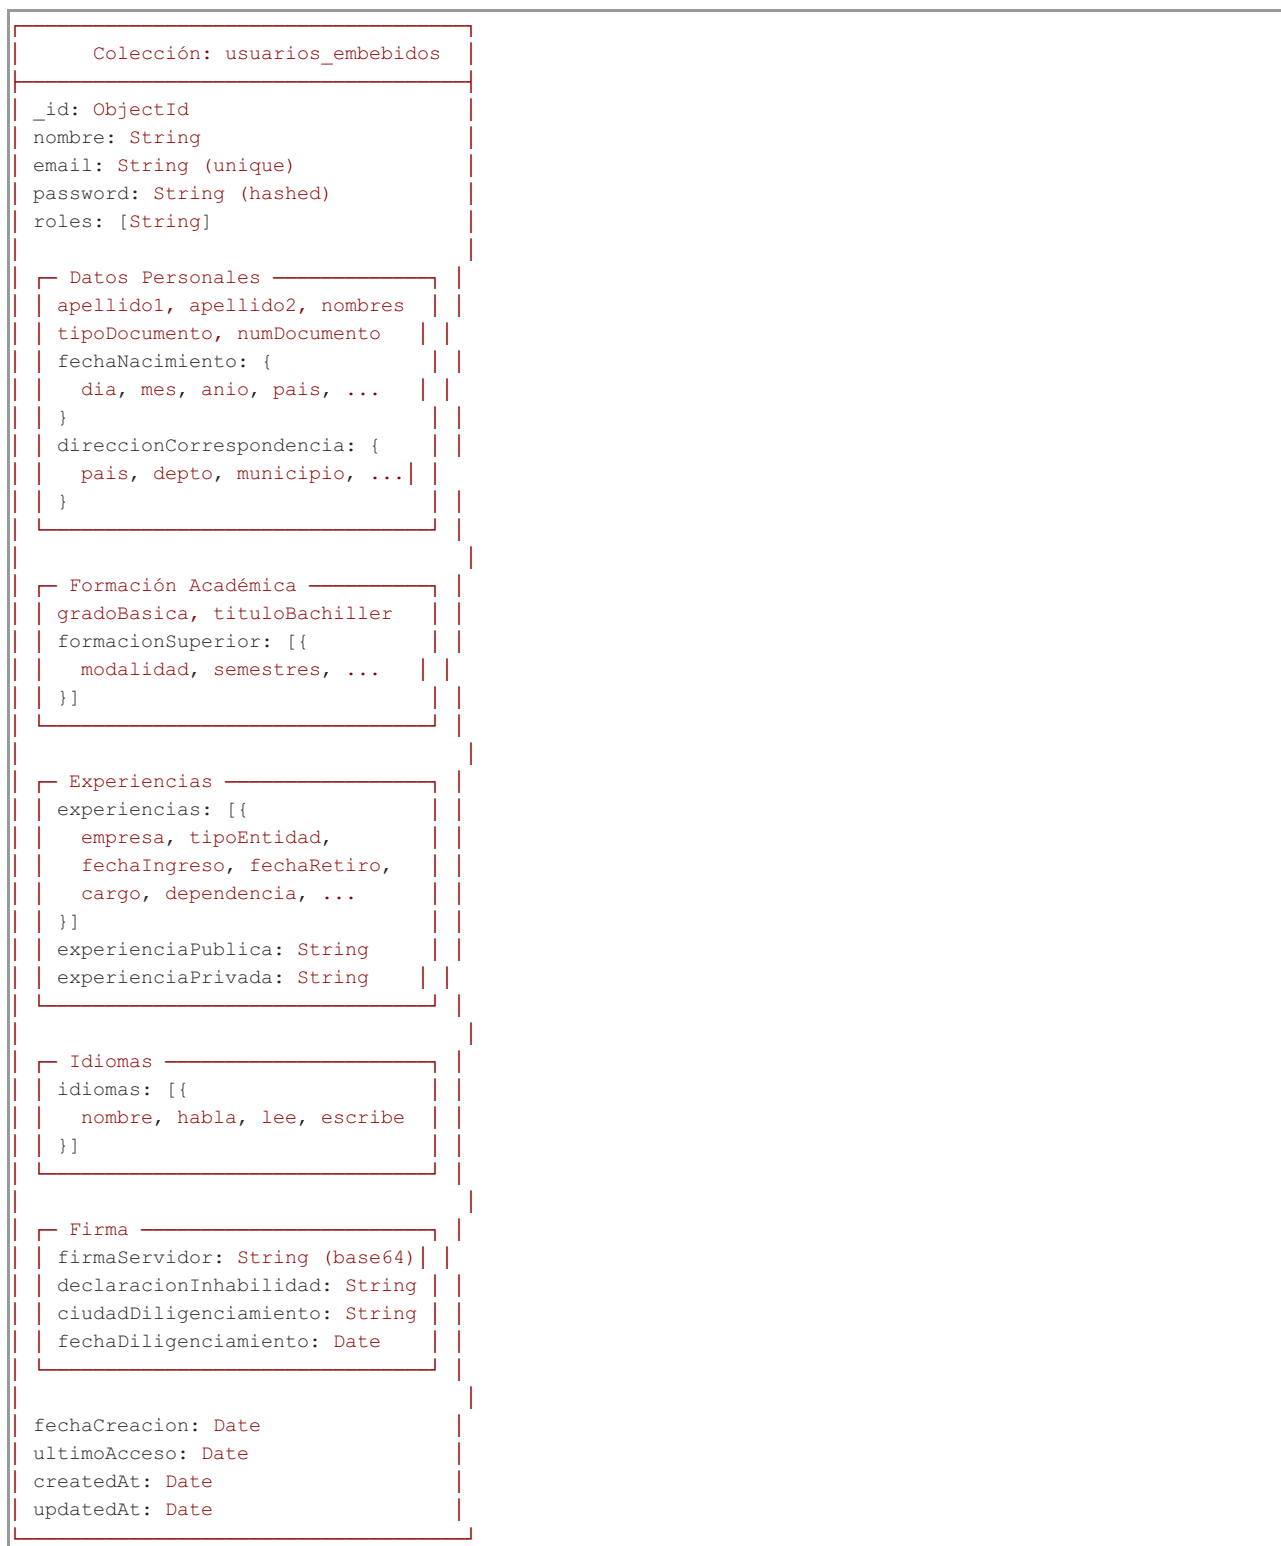 Colección: usuarios_embebidos
_id: ObjectId
nombre: String
email: String (unique)
password: String (hashed)
roles: [String]
Datos Personales
apellido1, apellido2, nombres
tipoDocumento, numDocumento
fechaNacimiento: {
dia, mes, anio, pais, ...
}
direccionCorrespondencia: {
pais, depto, municipio, ...
}
Formación Académica
gradoBasica, tituloBachiller
formacionSuperior: [{
modalidad, semestres, ...
}]
Experiencias
experiencias: [{
empresa, tipoEntidad,
fechaIngreso, fechaRetiro,
cargo, dependencia, ...
}]
experienciaPublica: String
experienciaPrivada: String
Idiomas
idiomas: [{
nombre, habla, lee, escribe
}]
Firma
firmaServidor: String (base64)
declaracionInhabilidad: String
ciudadDiligenciamiento: String
fechaDiligenciamiento: Date
fechaCreacion: Date
ultimoAcceso: Date
createdAt: Date
updatedAt: Date